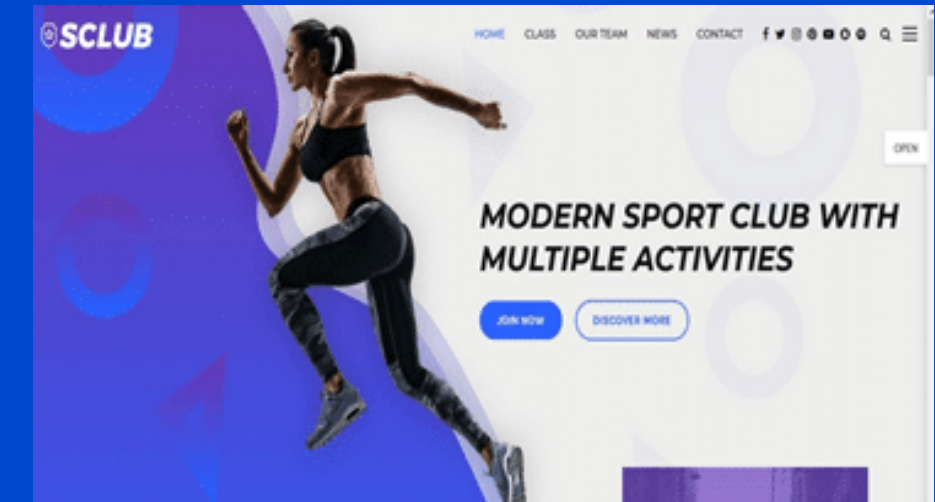 SCLUB
HOME CLASS OUR TEAM NEWS CONTACT
OPEN
MODERN SPORT CLUB WITH
MULTIPLE ACTIVITIES
JOIN NOW DISCOVER MORE